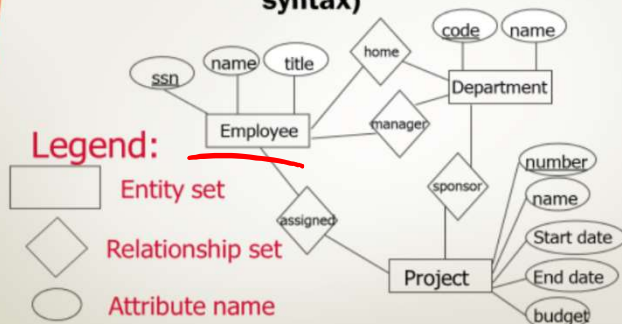 syntax)
code
name
home
ssn
name
title
Department
Employee
manager
Legend:
Entity set
sponsor
number
name
assigned
Start date
Relationship set
Project
End date
Attribute name
budget